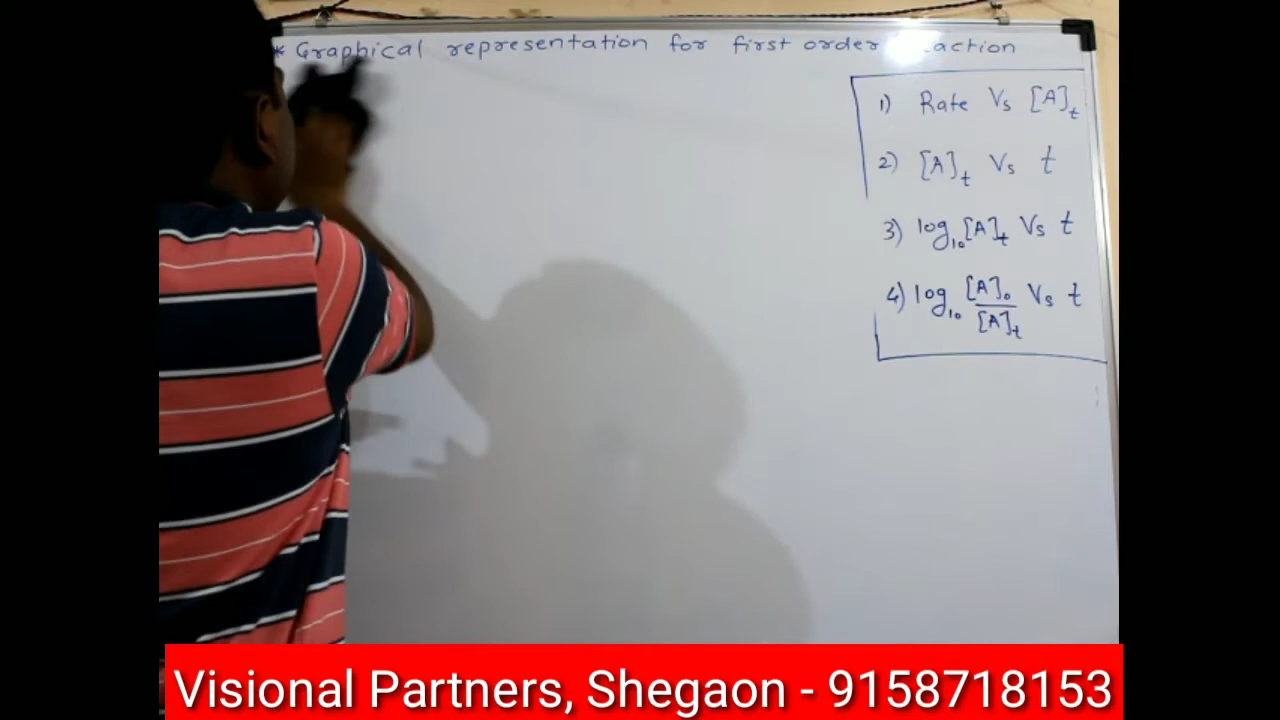 * Graphical representation for first order reaction
1) Rate Vs [A]t
2) [A]t Vs t
3) log10 [A]t Vs t
4) log10 [A]0 / [A]t Vs t
Visional Partners, Shegaon - 9158718153